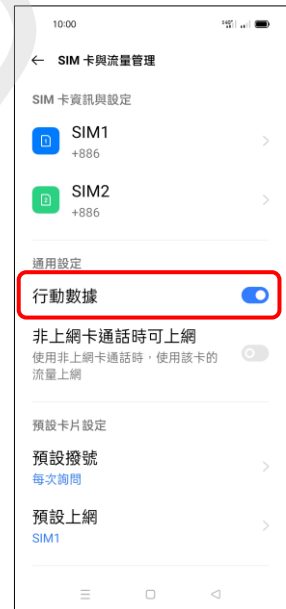 10:00
← SIM 卡與流量管理
SIM 卡資訊與設定
SIM1
+886
SIM2
+886
通用設定
行動數據
非上網卡通話時可上網
使用非上網卡通話時，使用該卡的
流量上網
預設卡片設定
預設撥號
每次詢問
預設上網
SIM1